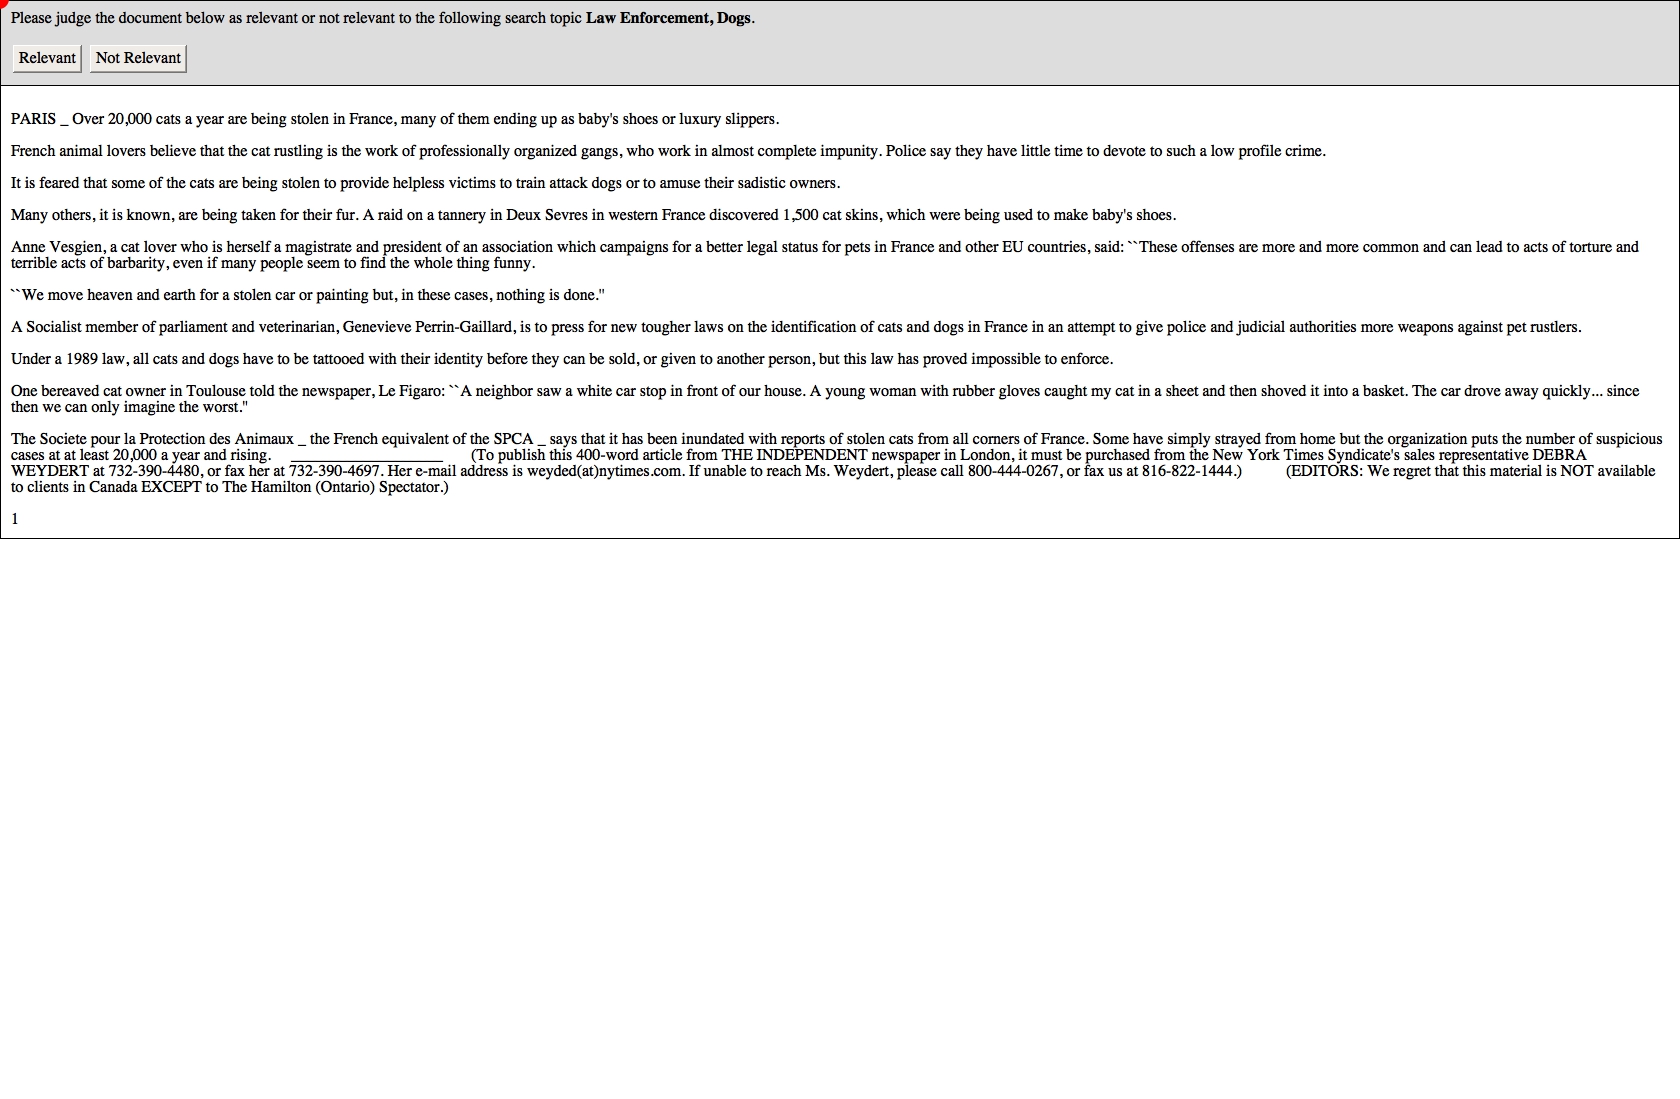 Please judge the document below as relevant or not relevant to the following search topic Law Enforcement, Dogs.
Relevant Not Relevant
PARIS _ Over 20,000 cats a year are being stolen in France, many of them ending up as baby's shoes or luxury slippers.
French animal lovers believe that the cat rustling is the work of professionally organized gangs, who work in almost complete impunity. Police say they have little time to devote to such a low profile crime.
It is feared that some of the cats are being stolen to provide helpless victims to train attack dogs or to amuse their sadistic owners.
Many others, it is known, are being taken for their fur. A raid on a tannery in Deux Sevres in western France discovered 1,500 cat skins, which were being used to make baby's shoes.
Anne Vesgien, a cat lover who is herself a magistrate and president of an association which campaigns for a better legal status for pets in France and other EU countries, said: ``These offenses are more and more common and can lead to acts of torture and
terrible acts of barbarity, even if many people seem to find the whole thing funny.
``We move heaven and earth for a stolen car or painting but, in these cases, nothing is done.''
A Socialist member of parliament and veterinarian, Genevieve Perrin-Gaillard, is to press for new tougher laws on the identification of cats and dogs in France in an attempt to give police and judicial authorities more weapons against pet rustlers.
Under a 1989 law, all cats and dogs have to be tattooed with their identity before they can be sold, or given to another person, but this law has proved impossible to enforce.
One bereaved cat owner in Toulouse told the newspaper, Le Figaro: ``A neighbor saw a white car stop in front of our house. A young woman with rubber gloves caught my cat in a sheet and then shoved it into a basket. The car drove away quickly... since
then we can only imagine the worst.''
The Societe pour la Protection des Animaux _ the French equivalent of the SPCA _ says that it has been inundated with reports of stolen cats from all corners of France. Some have simply strayed from home but the organization puts the number of suspicious
cases at at least 20,000 a year and rising. ___________________ (To publish this 400-word article from THE INDEPENDENT newspaper in London, it must be purchased from the New York Times Syndicate's sales representative DEBRA
WEYDERT at 732-390-4480, or fax her at 732-390-4697. Her e-mail address is weyded(at)nytimes.com. If unable to reach Ms. Weydert, please call 800-444-0267, or fax us at 816-822-1444.) (EDITORS: We regret that this material is NOT available
to clients in Canada EXCEPT to The Hamilton (Ontario) Spectator.)
1